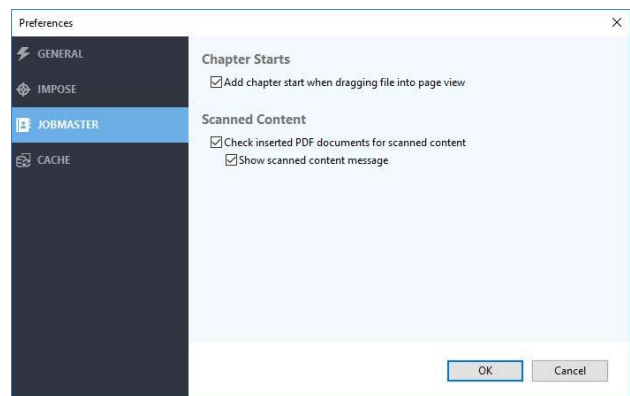 Preferences
GENERAL
IMPOSE
JOBMASTER
CACHE
Chapter Starts
Add chapter start when dragging file into page view
Scanned Content
Check inserted PDF documents for scanned content
Show scanned content message
OK
Cancel